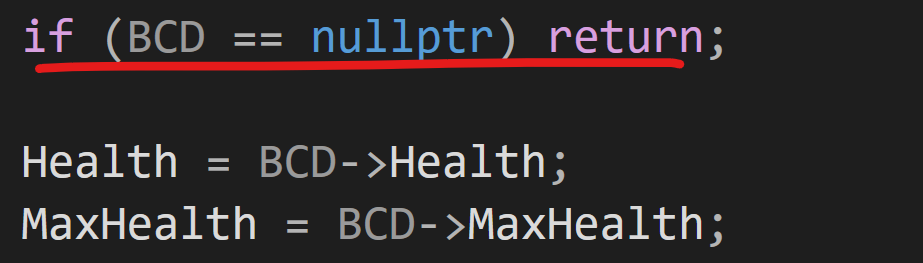 if (BCD == nullptr) return;
Health = BCD->Health;
MaxHealth = BCD->MaxHealth;